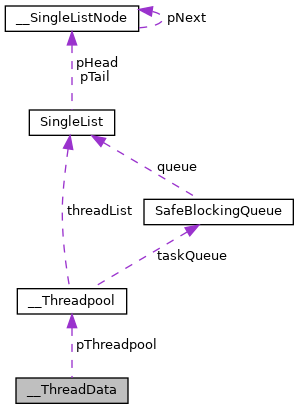 __SingleListNode
pNext
pHead
pTail
SingleList
queue
threadList
SafeBlockingQueue
taskQueue
__Threadpool
pThreadpool
__ThreadData